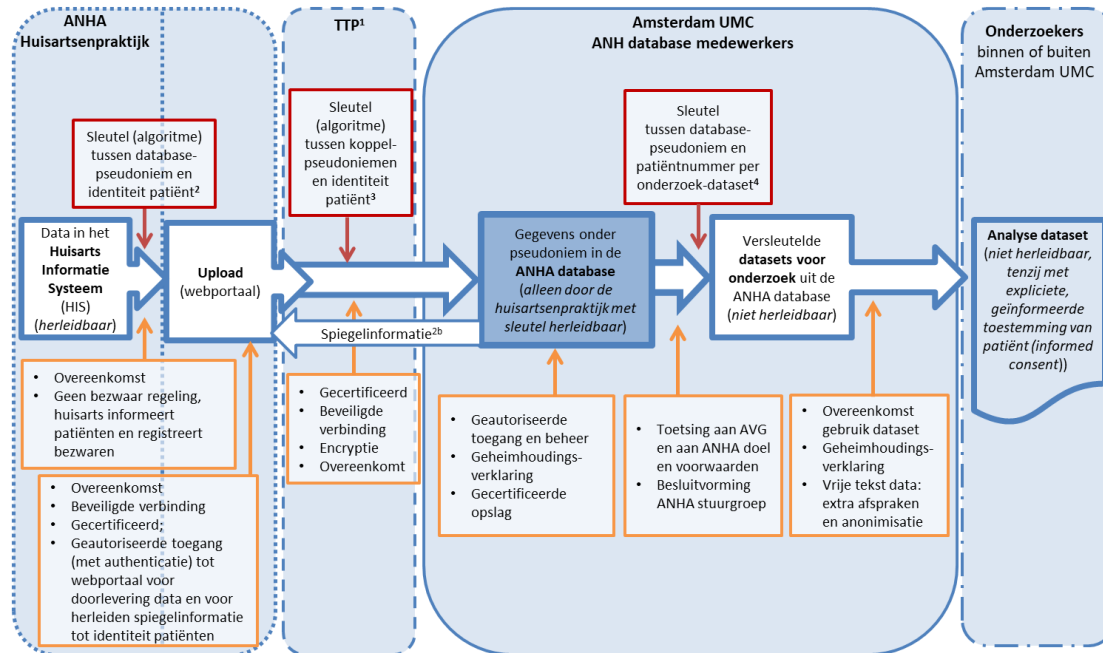 ANHA
Huisartsenpraktijk
TTP¹
Amsterdam UMC
ANH database medewerkers
Onderzoekers
binnen of buiten
Amsterdam UMC
Sleutel (algoritme)
tussen database-
pseudoniem en
identiteit patiënt²
Sleutel
(algoritme)
tussen koppel-
pseudoniemen
en identiteit
patiënt³
Sleutel
tussen database-
pseudoniem en
patiëntnummer per
onderzoek-dataset⁴
Data in het
Huisarts
Informatie
Systeem
(HIS)
(herleidbaar)
Upload
(webportaal)
Spiegelinformatie²ᵇ
Gegevens onder
pseudoniem in de
ANHA database
(alleen door de
huisartsenpraktijk met
sleutel herleidbaar)
Versleutelde
datasets voor
onderzoek uit de
ANHA database
(niet herleidbaar)
Analyse dataset
(niet herleidbaar,
tenzij met
expliciete,
geïnformeerde
toestemming van
patiënt (informed
consent))
• Overeenkomst
• Geen bezwaar regeling,
huisarts informeert
patiënten en registreert
bezwaren
• Overeenkomst
• Beveiligde verbinding
• Gecertificeerd;
• Geautoriseerde toegang
(met authenticatie) tot
webportaal voor
doorlevering data en voor
herleiden spiegelinformatie
tot identiteit patiënten
• Gecertificeerd
• Beveiligde
verbinding
• Encryptie
• Overeenkomt
• Geautoriseerde
toegang en beheer
• Geheimhoudings-
verklaring
• Gecertificeerde
opslag
• Toetsing aan AVG
en aan ANHA doel
en voorwaarden
• Besluitvorming
ANHA stuurgroep
• Overeenkomst
gebruik dataset
• Geheimhoudings-
verklaring
• Vrije tekst data:
extra afspraken
en anonimisatie